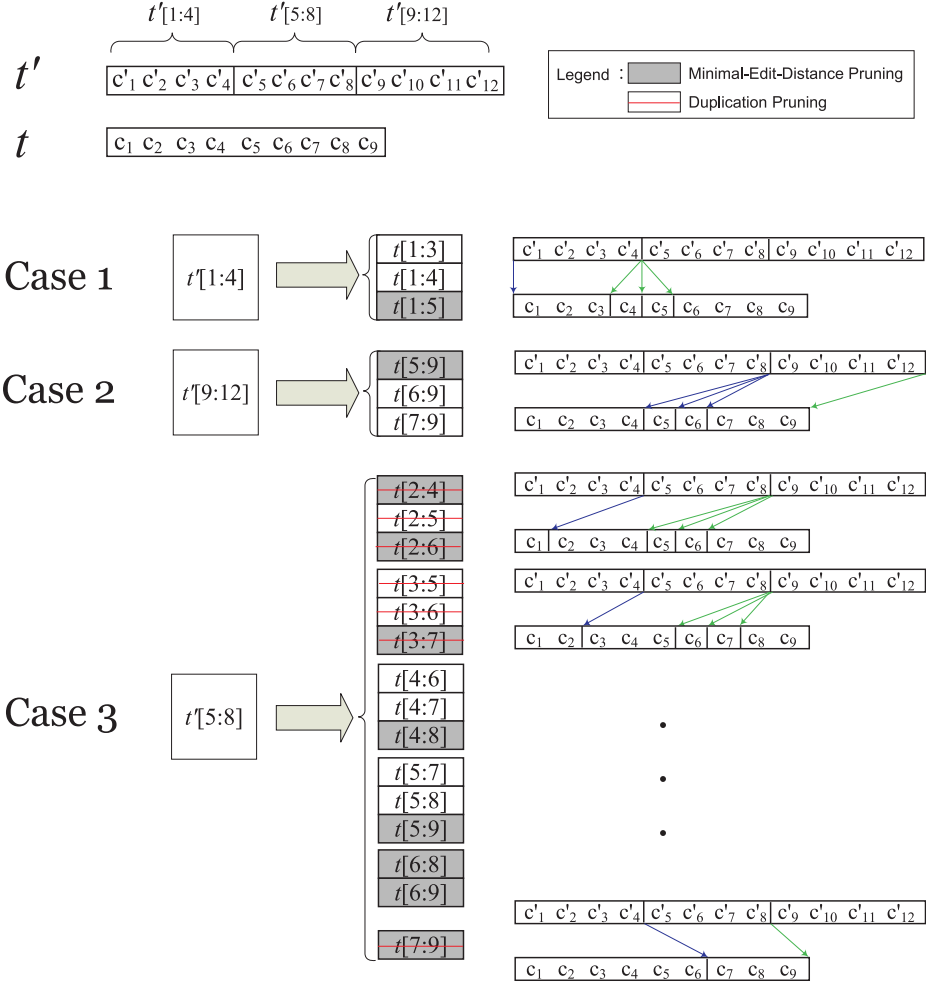 t'[1:4] t'[5:8] t'[9:12]
t' c'1 c'2 c'3 c'4 c'5 c'6 c'7 c'8 c'9 c'10 c'11 c'12
Legend : Minimal-Edit-Distance Pruning
Duplication Pruning
t c1 c2 c3 c4 c5 c6 c7 c8 c9
Case 1
t'[1:4]
t[1:3]
t[1:4]
t[1:5]
c'1 c'2 c'3 c'4 c'5 c'6 c'7 c'8 c'9 c'10 c'11 c'12
c1 c2 c3 c4 c5 c6 c7 c8 c9
Case 2
t'[9:12]
t[5:9]
t[6:9]
t[7:9]
c'1 c'2 c'3 c'4 c'5 c'6 c'7 c'8 c'9 c'10 c'11 c'12
c1 c2 c3 c4 c5 c6 c7 c8 c9
Case 3
t'[5:8]
t[2:4]
t[2:5]
t[2:6]
t[3:5]
t[3:6]
t[3:7]
t[4:6]
t[4:7]
t[4:8]
t[5:7]
t[5:8]
t[5:9]
t[6:8]
t[6:9]
t[7:9]
c'1 c'2 c'3 c'4 c'5 c'6 c'7 c'8 c'9 c'10 c'11 c'12
c1 c2 c3 c4 c5 c6 c7 c8 c9
c'1 c'2 c'3 c'4 c'5 c'6 c'7 c'8 c'9 c'10 c'11 c'12
c1 c2 c3 c4 c5 c6 c7 c8 c9
c'1 c'2 c'3 c'4 c'5 c'6 c'7 c'8 c'9 c'10 c'11 c'12
c1 c2 c3 c4 c5 c6 c7 c8 c9